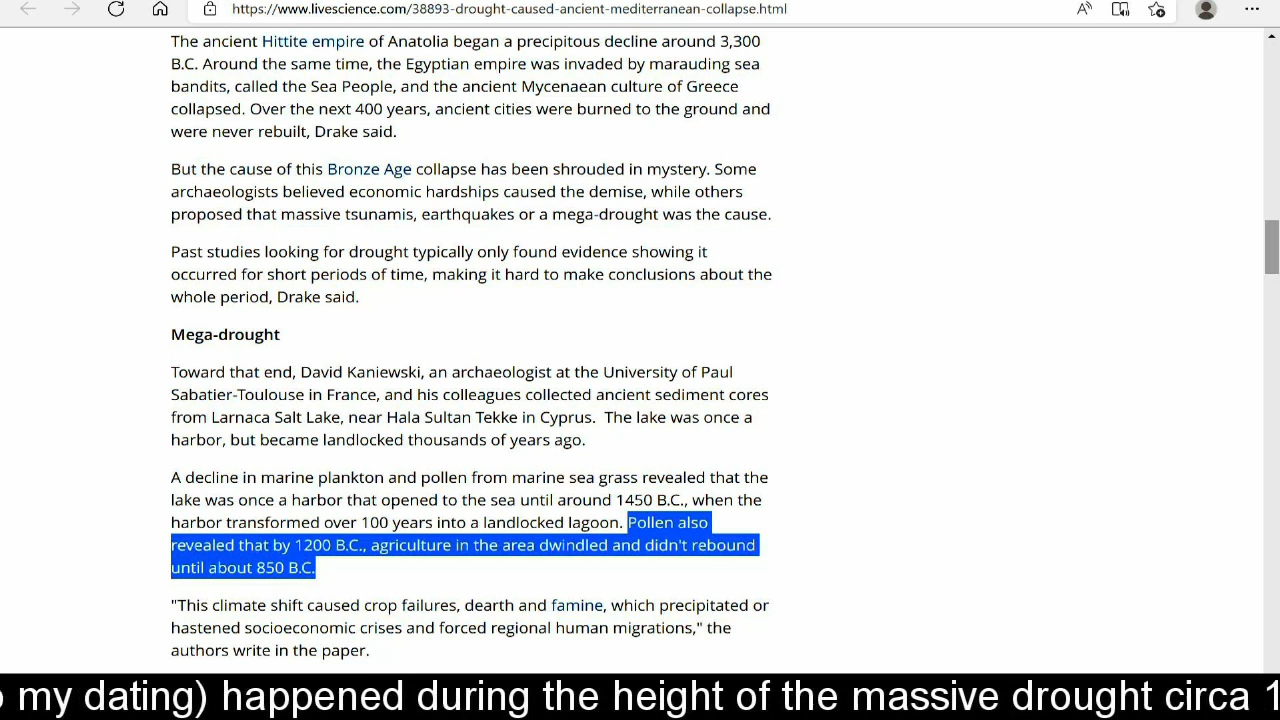 https://www.livescience.com/38893-drought-caused-ancient-mediterranean-collapse.html
The ancient Hittite empire of Anatolia began a precipitous decline around 3,300
B.C. Around the same time, the Egyptian empire was invaded by marauding sea
bandits, called the Sea People, and the ancient Mycenaean culture of Greece
collapsed. Over the next 400 years, ancient cities were burned to the ground and
were never rebuilt, Drake said.
But the cause of this Bronze Age collapse has been shrouded in mystery. Some
archaeologists believed economic hardships caused the demise, while others
proposed that massive tsunamis, earthquakes or a mega-drought was the cause.
Past studies looking for drought typically only found evidence showing it
occurred for short periods of time, making it hard to make conclusions about the
whole period, Drake said.
Mega-drought
Toward that end, David Kaniewski, an archaeologist at the University of Paul
Sabatier-Toulouse in France, and his colleagues collected ancient sediment cores
from Larnaca Salt Lake, near Hala Sultan Tekke in Cyprus. The lake was once a
harbor, but became landlocked thousands of years ago.
A decline in marine plankton and pollen from marine sea grass revealed that the
lake was once a harbor that opened to the sea until around 1450 B.C., when the
harbor transformed over 100 years into a landlocked lagoon. Pollen also
revealed that by 1200 B.C., agriculture in the area dwindled and didn't rebound
until about 850 B.C.
"This climate shift caused crop failures, dearth and famine, which precipitated or
hastened socioeconomic crises and forced regional human migrations," the
authors write in the paper.
o my dating) happened during the height of the massive drought circa 1